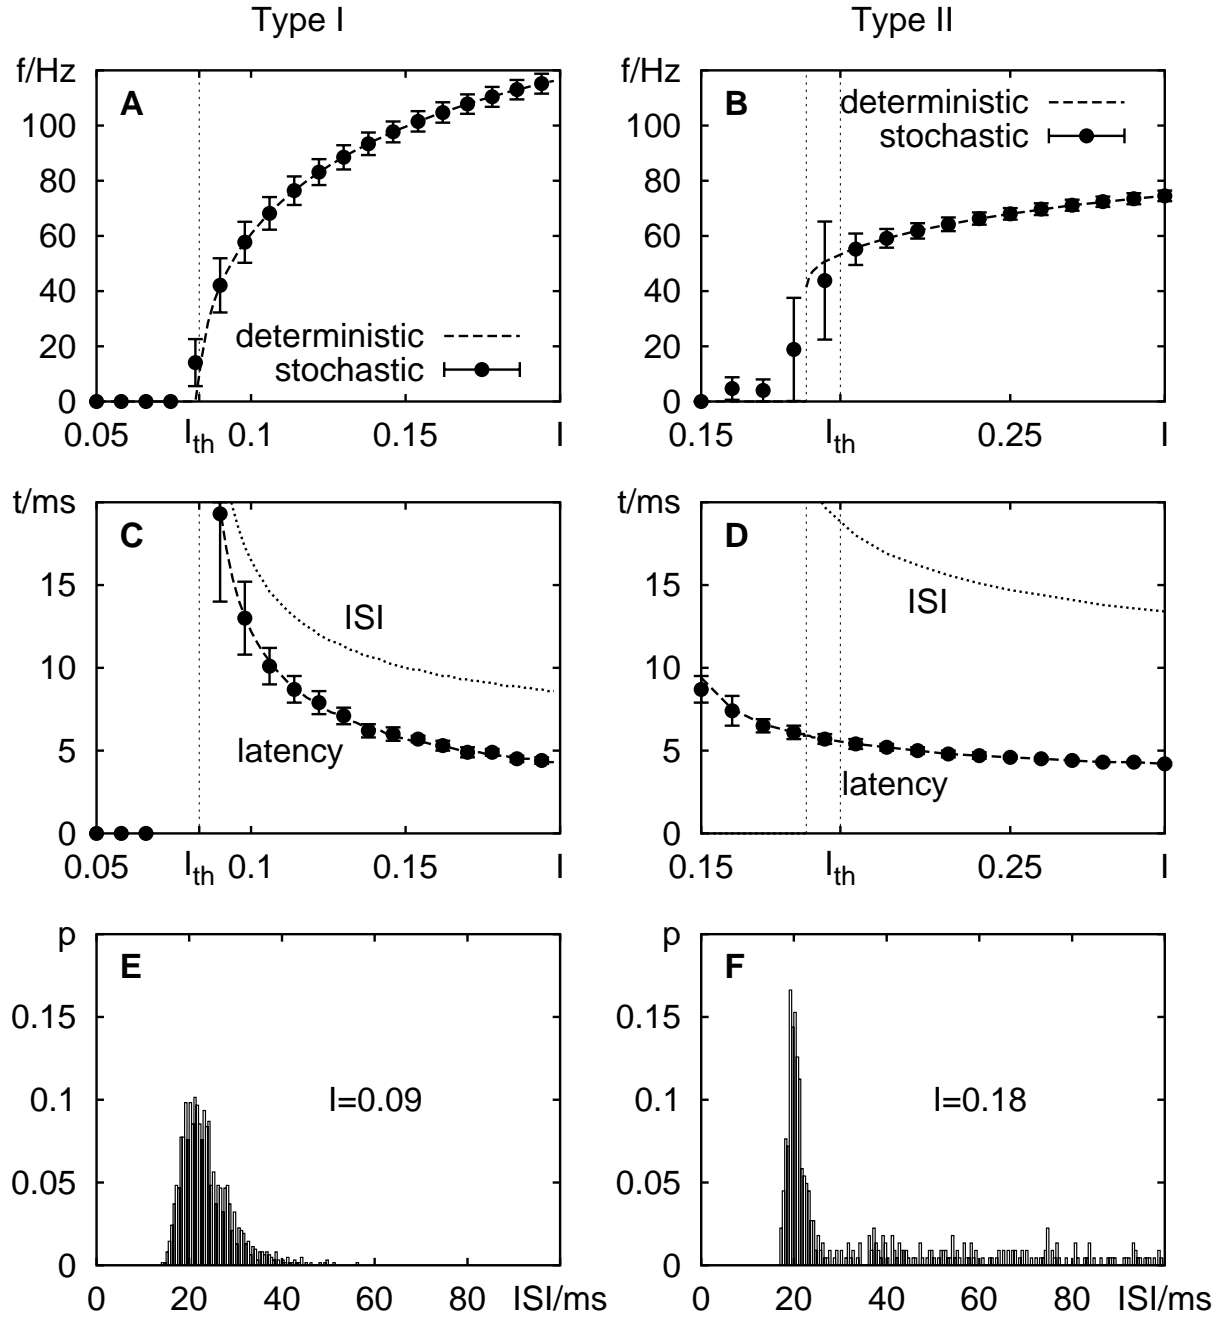 Type I
Type II
f/Hz
A
100
80
60
40
20
0
deterministic
stochastic
0.05
I_th
0.1
0.15
I
f/Hz
B
deterministic
stochastic
100
80
60
40
20
0
0.15
I_th
0.25
I
t/ms
C
15
10
5
0
ISI
latency
0.05
I_th
0.1
0.15
I
t/ms
D
15
10
5
0
ISI
latency
0.15
I_th
0.25
I
p
E
0.15
0.1
0.05
0
I=0.09
0
20
40
60
80
ISI/ms
p
F
0.15
0.1
0.05
0
I=0.18
0
20
40
60
80
ISI/ms